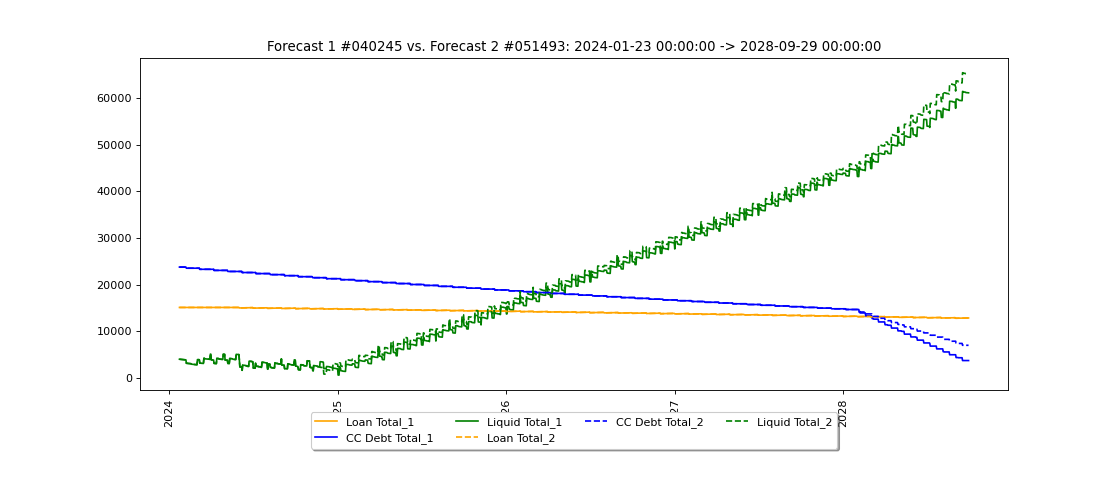 Forecast 1 #040245 vs. Forecast 2 #051493: 2024-01-23 00:00:00 -> 2028-09-29 00:00:00
60000
50000
40000
30000
20000
10000
0
2024
25
26
27
2028
Loan Total_1
Liquid Total_1
CC Debt Total_2
Liquid Total_2
CC Debt Total_1
Loan Total_2